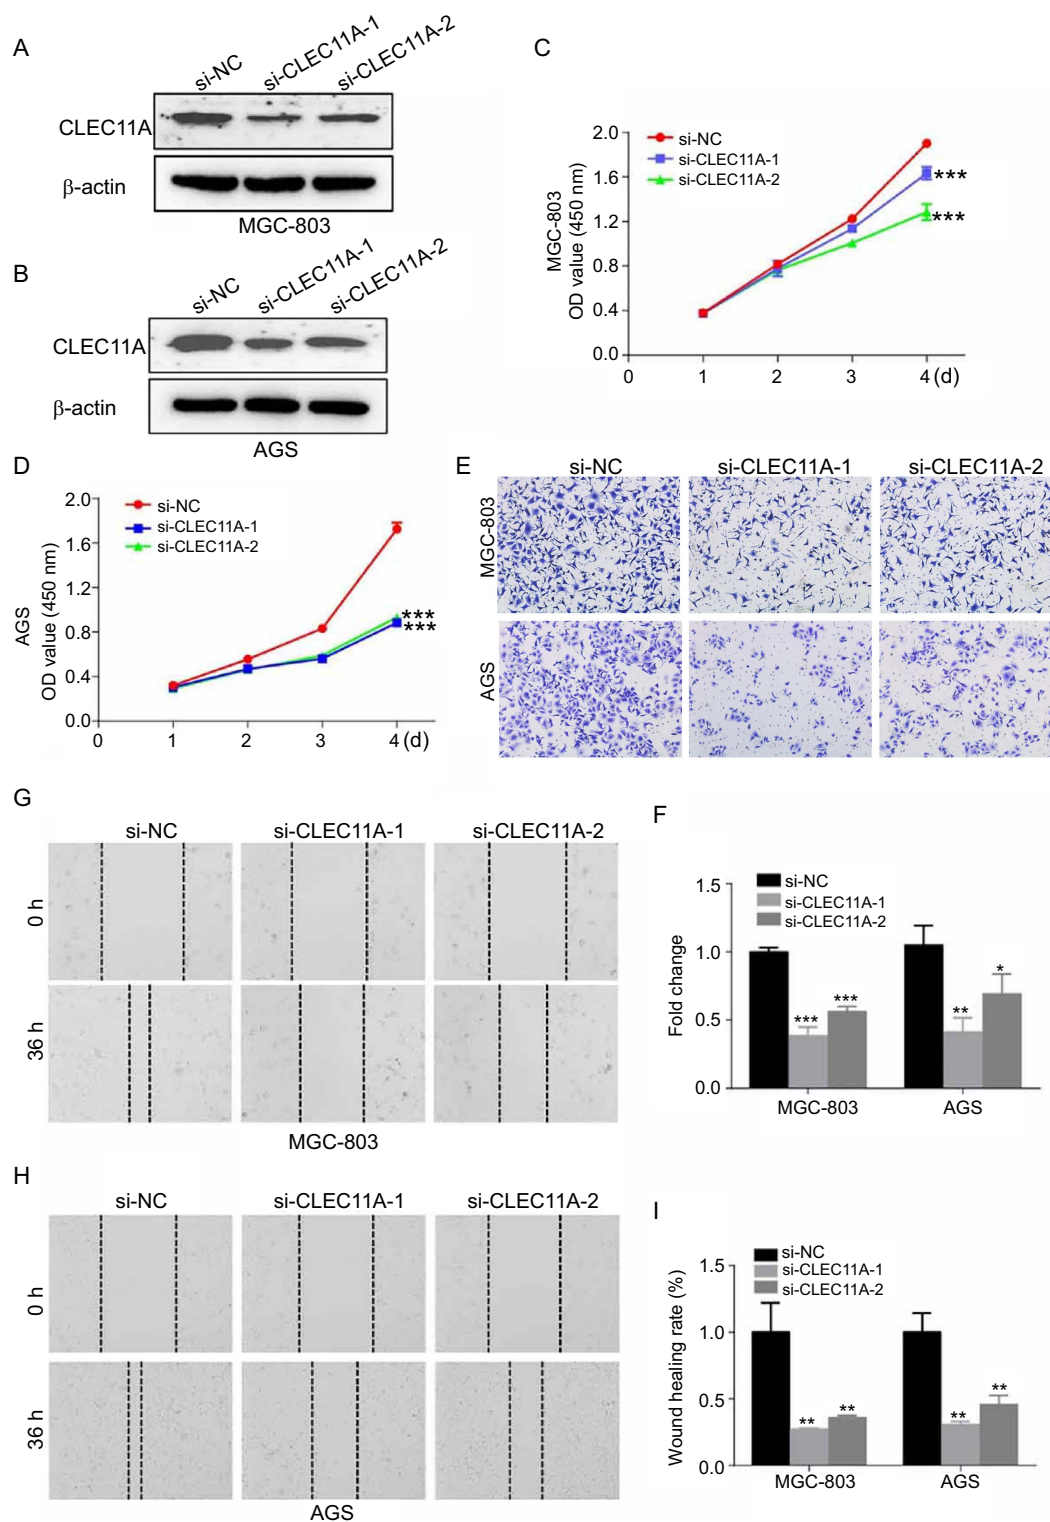 A
si-NC
si-CLEC11A-1
si-CLEC11A-2
CLEC11A
β-actin
MGC-803
B
si-NC
si-CLEC11A-1
si-CLEC11A-2
CLEC11A
β-actin
AGS
C
MGC-803
OD value (450 nm)
2.0
1.6
1.2
0.8
0.4
0.0
si-NC
si-CLEC11A-1
si-CLEC11A-2
***
***
0 1 2 3 4 (d)
D
AGS
OD value (450 nm)
2.0
1.6
1.2
0.8
0.4
0.0
si-NC
si-CLEC11A-1
si-CLEC11A-2
***
***
0 1 2 3 4 (d)
E
si-NC si-CLEC11A-1 si-CLEC11A-2
MGC-803
AGS
G
si-NC si-CLEC11A-1 si-CLEC11A-2
0 h
36 h
MGC-803
F
Fold change
1.5
1.0
0.5
0.0
si-NC
si-CLEC11A-1
si-CLEC11A-2
*** *** ** *
MGC-803 AGS
H
si-NC si-CLEC11A-1 si-CLEC11A-2
0 h
36 h
AGS
I
Wound healing rate (%)
1.5
1.0
0.5
0.0
si-NC
si-CLEC11A-1
si-CLEC11A-2
** ** ** **
MGC-803 AGS